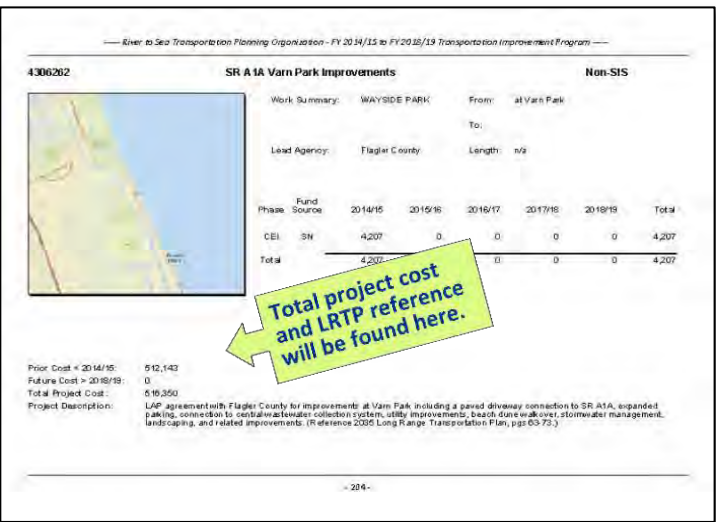 ----- River to Sea Transportation Planning Organization - FY 2014/15 to FY 2018/19 Transportation Improvement Program -----
4306262 SR A1A Varn Park Improvements Non-SIS
Work Summary: WAYSIDE PARK From: at Varn Park
To:
Lead Agency: Flagler County Length: n/a
Phase Fund Source 2014/15 2015/16 2016/17 2017/18 2018/19 Total
CEI SN 4,207 0 0 0 0 4,207
Total 4,207 0 0 0 4,207
Total project cost
and LRTP reference
will be found here.
Prior Cost < 2014/15: 512,143
Future Cost > 2018/19: 0
Total Project Cost: 516,350
Project Description: LAP agreement with Flagler County for improvements at Varn Park including a paved driveway connection to SR A1A, expanded
parking, connection to central wastewater collection system, utility improvements, beach dune walkover, stormwater management,
landscaping, and related improvements. (Reference 2035 Long Range Transportation Plan, pgs 63-73.)
- 204 -